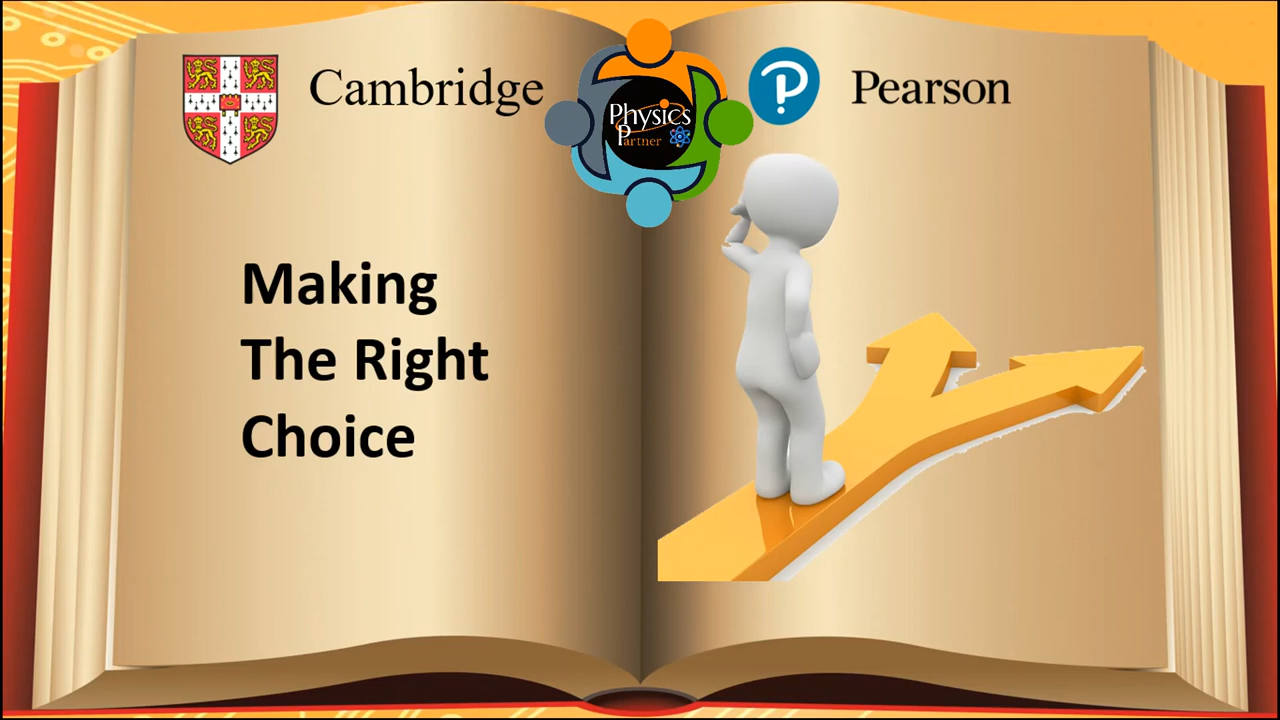 Cambridge
Physics
Partner
Pearson
Making
The Right
Choice